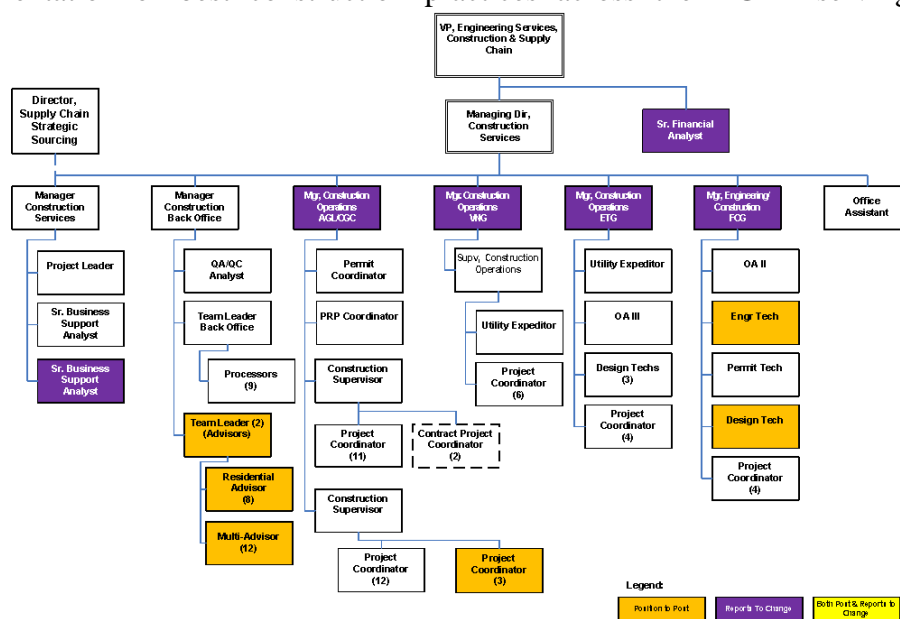 VP, Engineering Services,
Construction & Supply
Chain
Director,
Supply Chain
Strategic
Sourcing
Managing Dir,
Construction
Services
Sr. Financial
Analyst
Manager
Construction
Services
Manager
Construction
Back Office
Mgr, Construction
Operations
AGL/CGC
Mgr, Construction
Operations
VNG
Mgr, Construction
Operations
ETG
Mgr, Engineering/
Construction
FCG
Office
Assistant
Project Leader
Sr. Business
Support
Analyst
Sr. Business
Support
Analyst
QA/QC
Analyst
Team Leader
Back Office
Processors
(9)
Team Leader (2)
(Advisors)
Residential
Advisor
(8)
Multi-Advisor
(12)
Permit
Coordinator
PRP Coordinator
Construction
Supervisor
Project
Coordinator
(11)
Contract Project
Coordinator
(2)
Construction
Supervisor
Project
Coordinator
(12)
Project
Coordinator
(3)
Supv, Construction
Operations
Utility Expeditor
Project
Coordinator
(6)
Utility Expeditor
OA III
Design Techs
(3)
Project
Coordinator
(4)
OA II
Engr Tech
Permit Tech
Design Tech
Project
Coordinator
(4)
Legend:
Position to Post
Reports To Change
Both Post & Reports to
Change